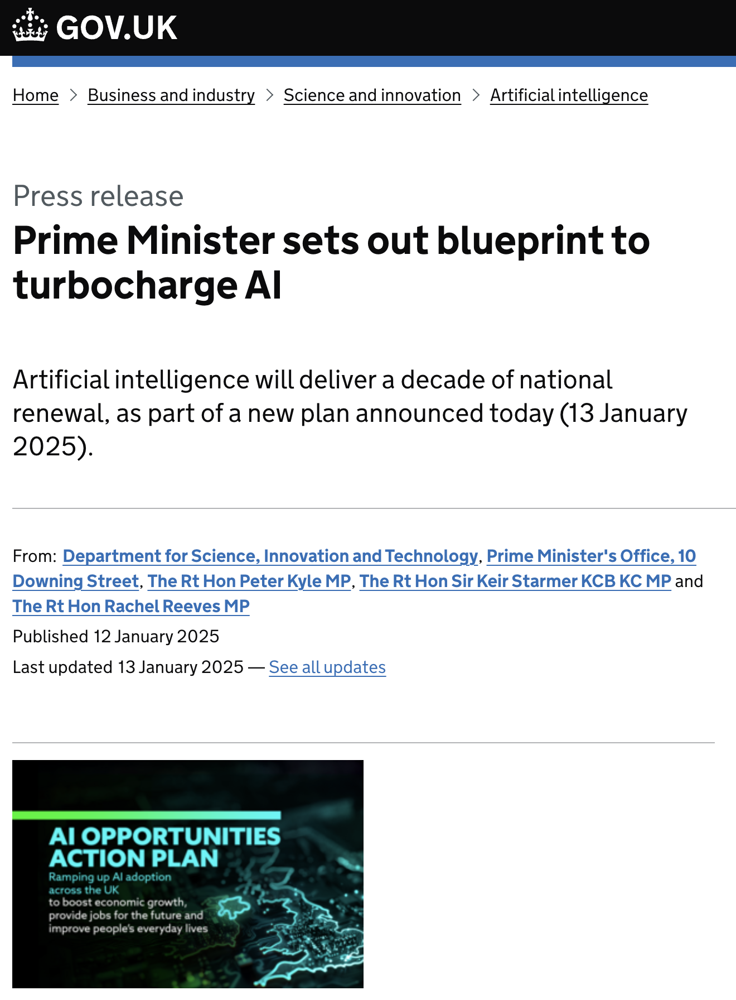 GOV.UK
Home > Business and industry > Science and innovation > Artificial intelligence
Press release
Prime Minister sets out blueprint to
turbocharge AI
Artificial intelligence will deliver a decade of national
renewal, as part of a new plan announced today (13 January
2025).
From: Department for Science, Innovation and Technology, Prime Minister's Office, 10
Downing Street, The Rt Hon Peter Kyle MP, The Rt Hon Sir Keir Starmer KCB KC MP and
The Rt Hon Rachel Reeves MP
Published 12 January 2025
Last updated 13 January 2025 — See all updates
AI OPPORTUNITIES
ACTION PLAN
Ramping up AI adoption
across the UK
to boost economic growth,
provide jobs for the future and
improve people's everyday lives